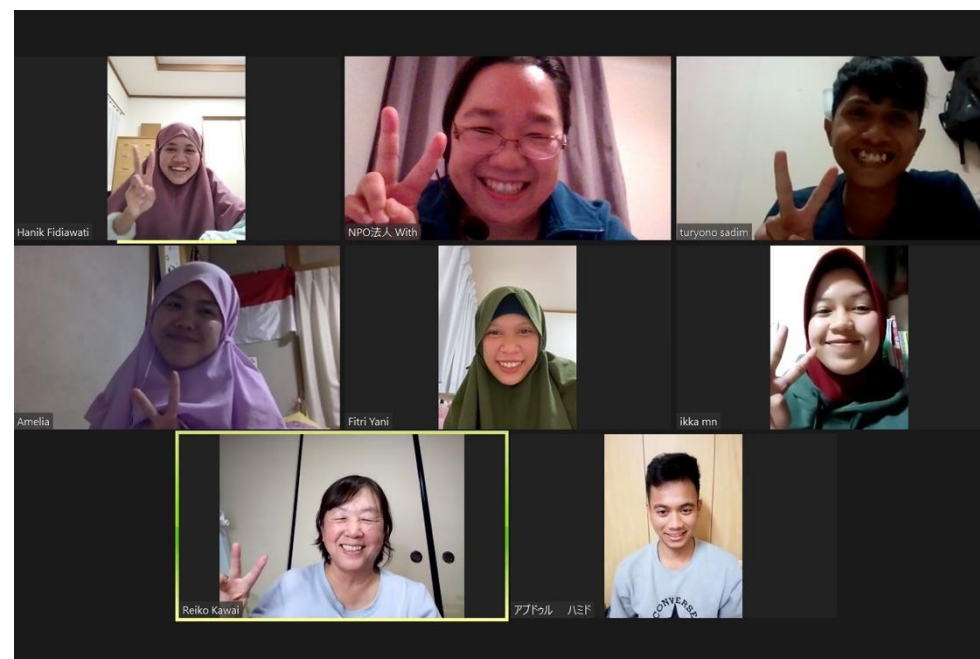 Hanik Fidiawati
NPO法人 With
turyono sadim
Amelia
Fitri Yani
ikka mn
Reiko Kawai
アブドゥル ハミド
CONVERSE